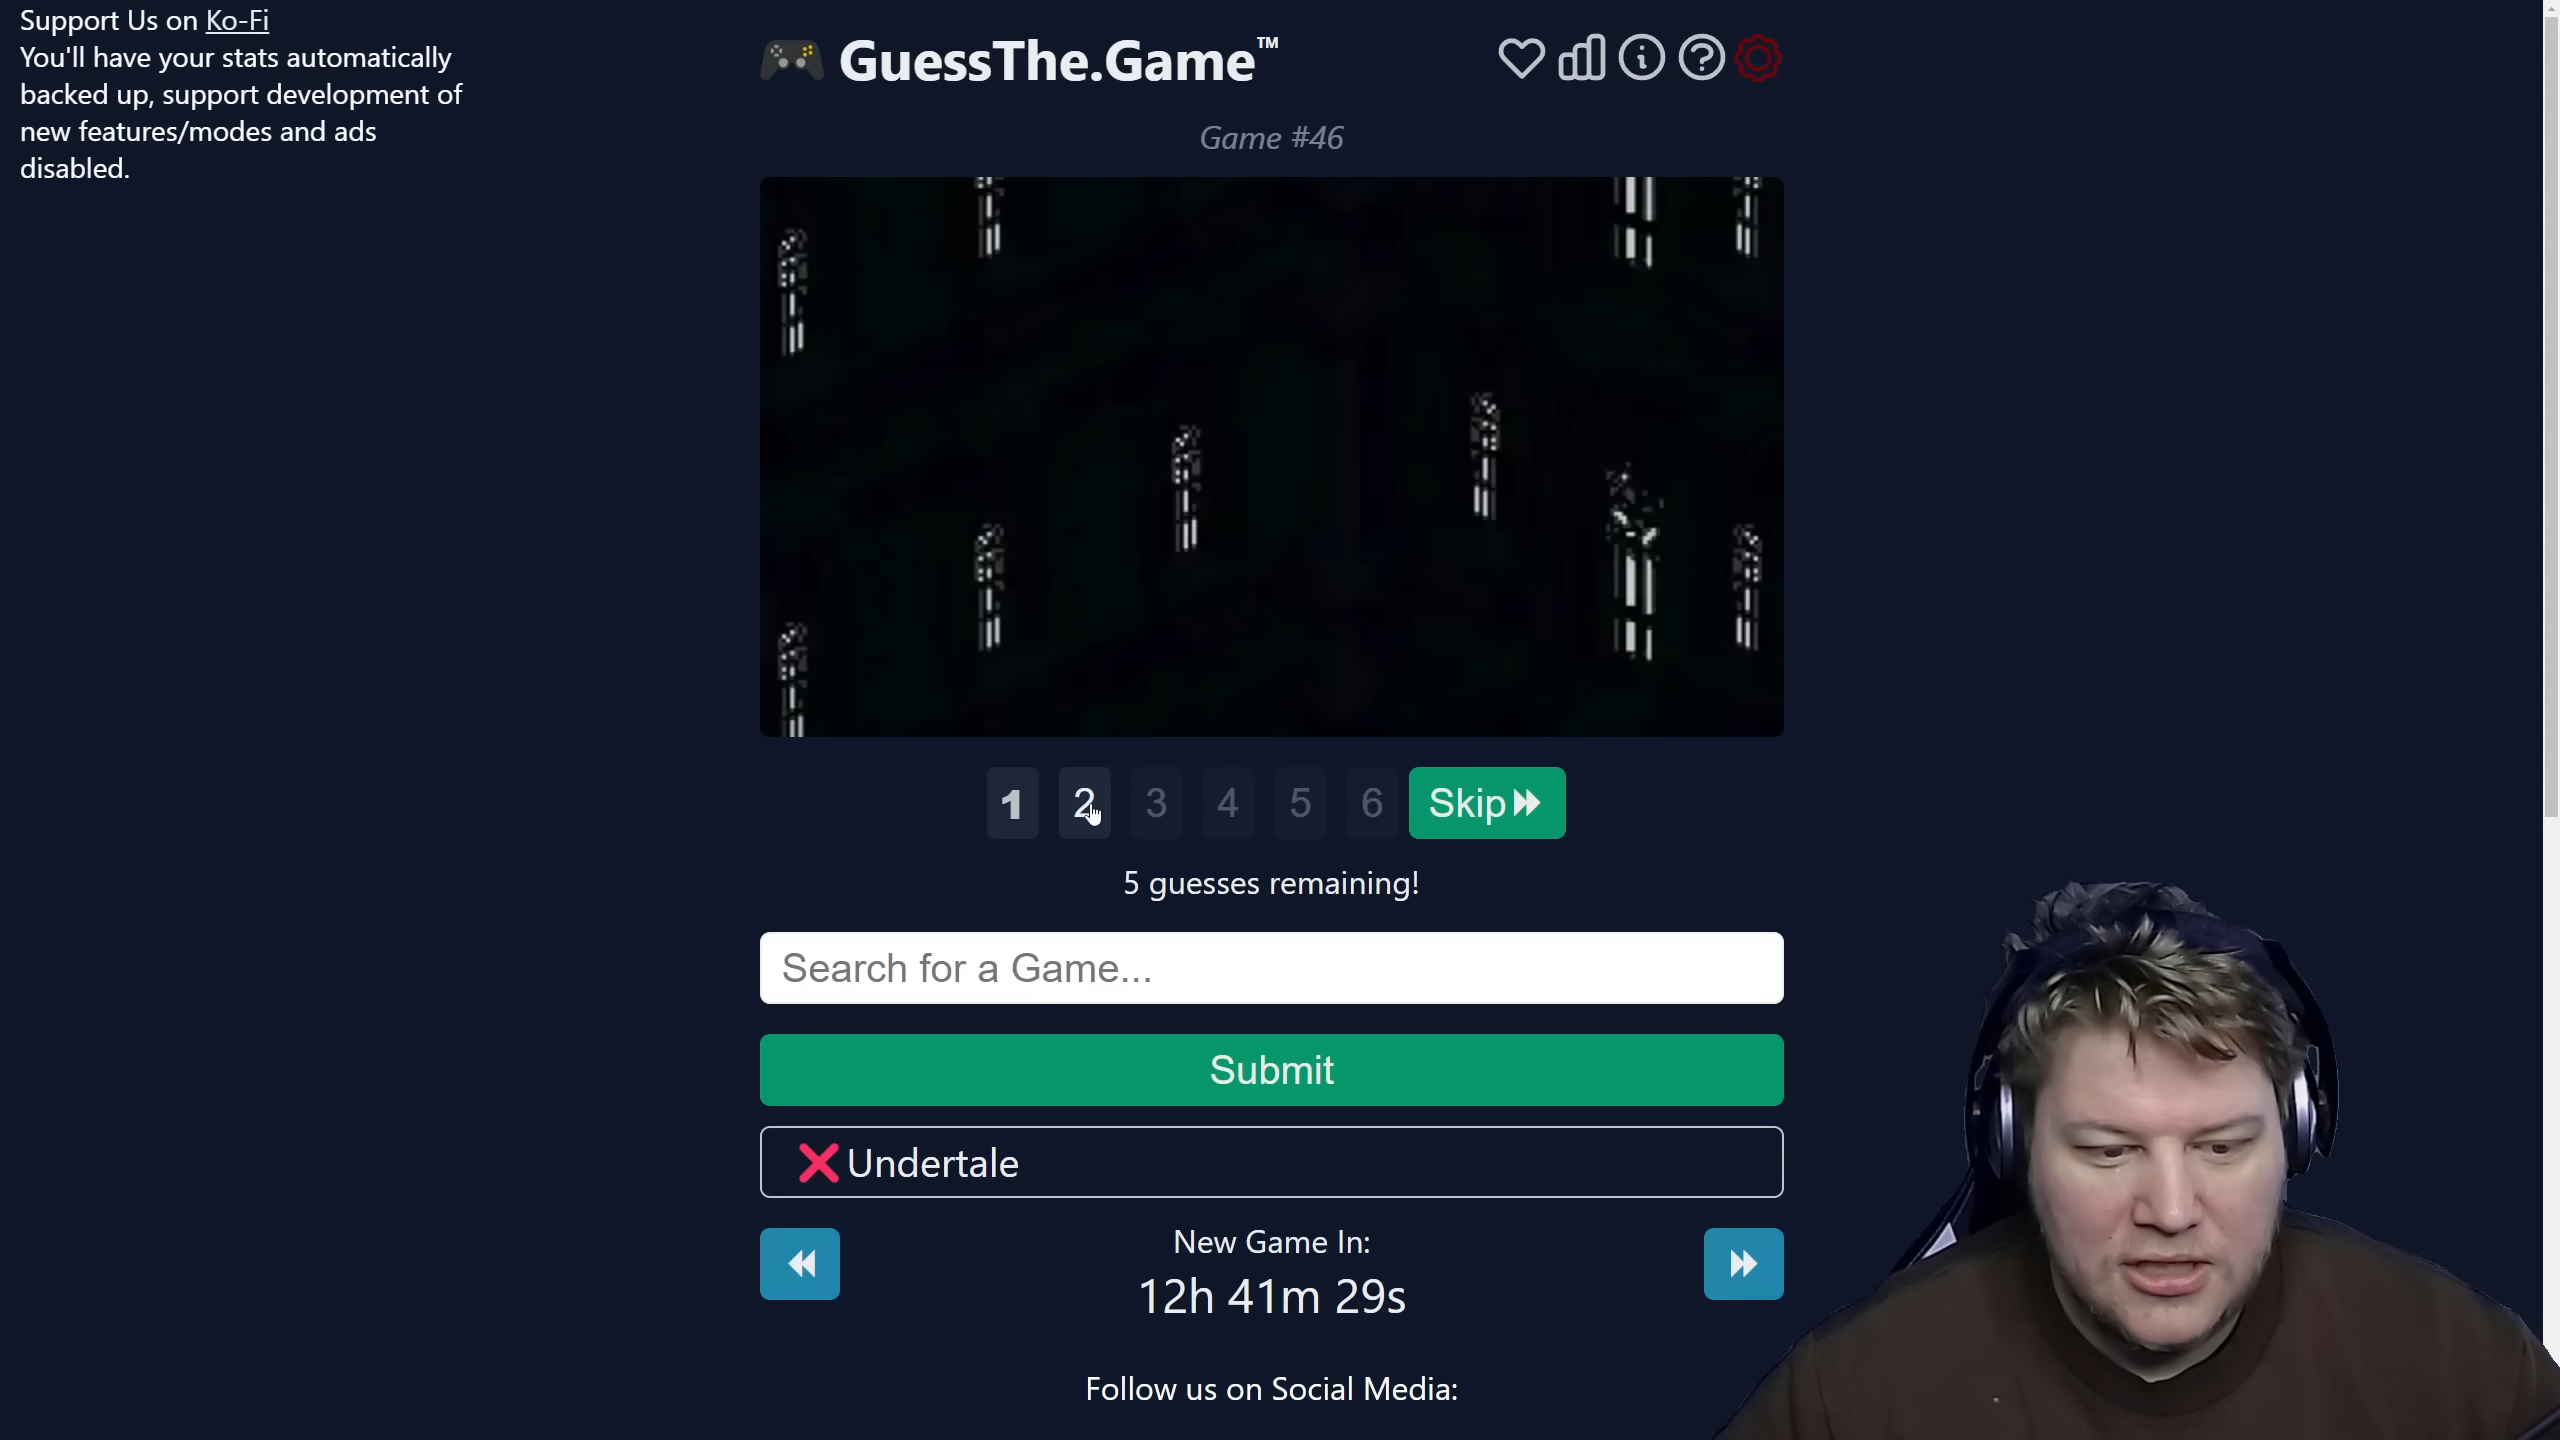 Support Us on Ko-Fi
You'll have your stats automatically
backed up, support development of
new features/modes and ads
disabled.
GuessThe.Game™
Game #46
1 2 3 4 5 6 Skip
5 guesses remaining!
Search for a Game...
Submit
Undertale
New Game In:
12h 41m 29s
Follow us on Social Media: